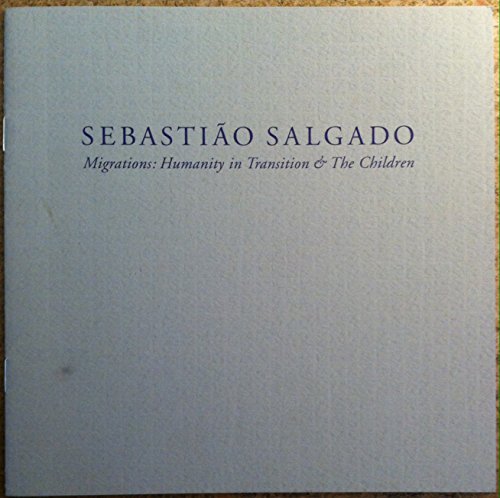 SEBASTIÃO SALGADO
Migrations: Humanity in Transition & The Children